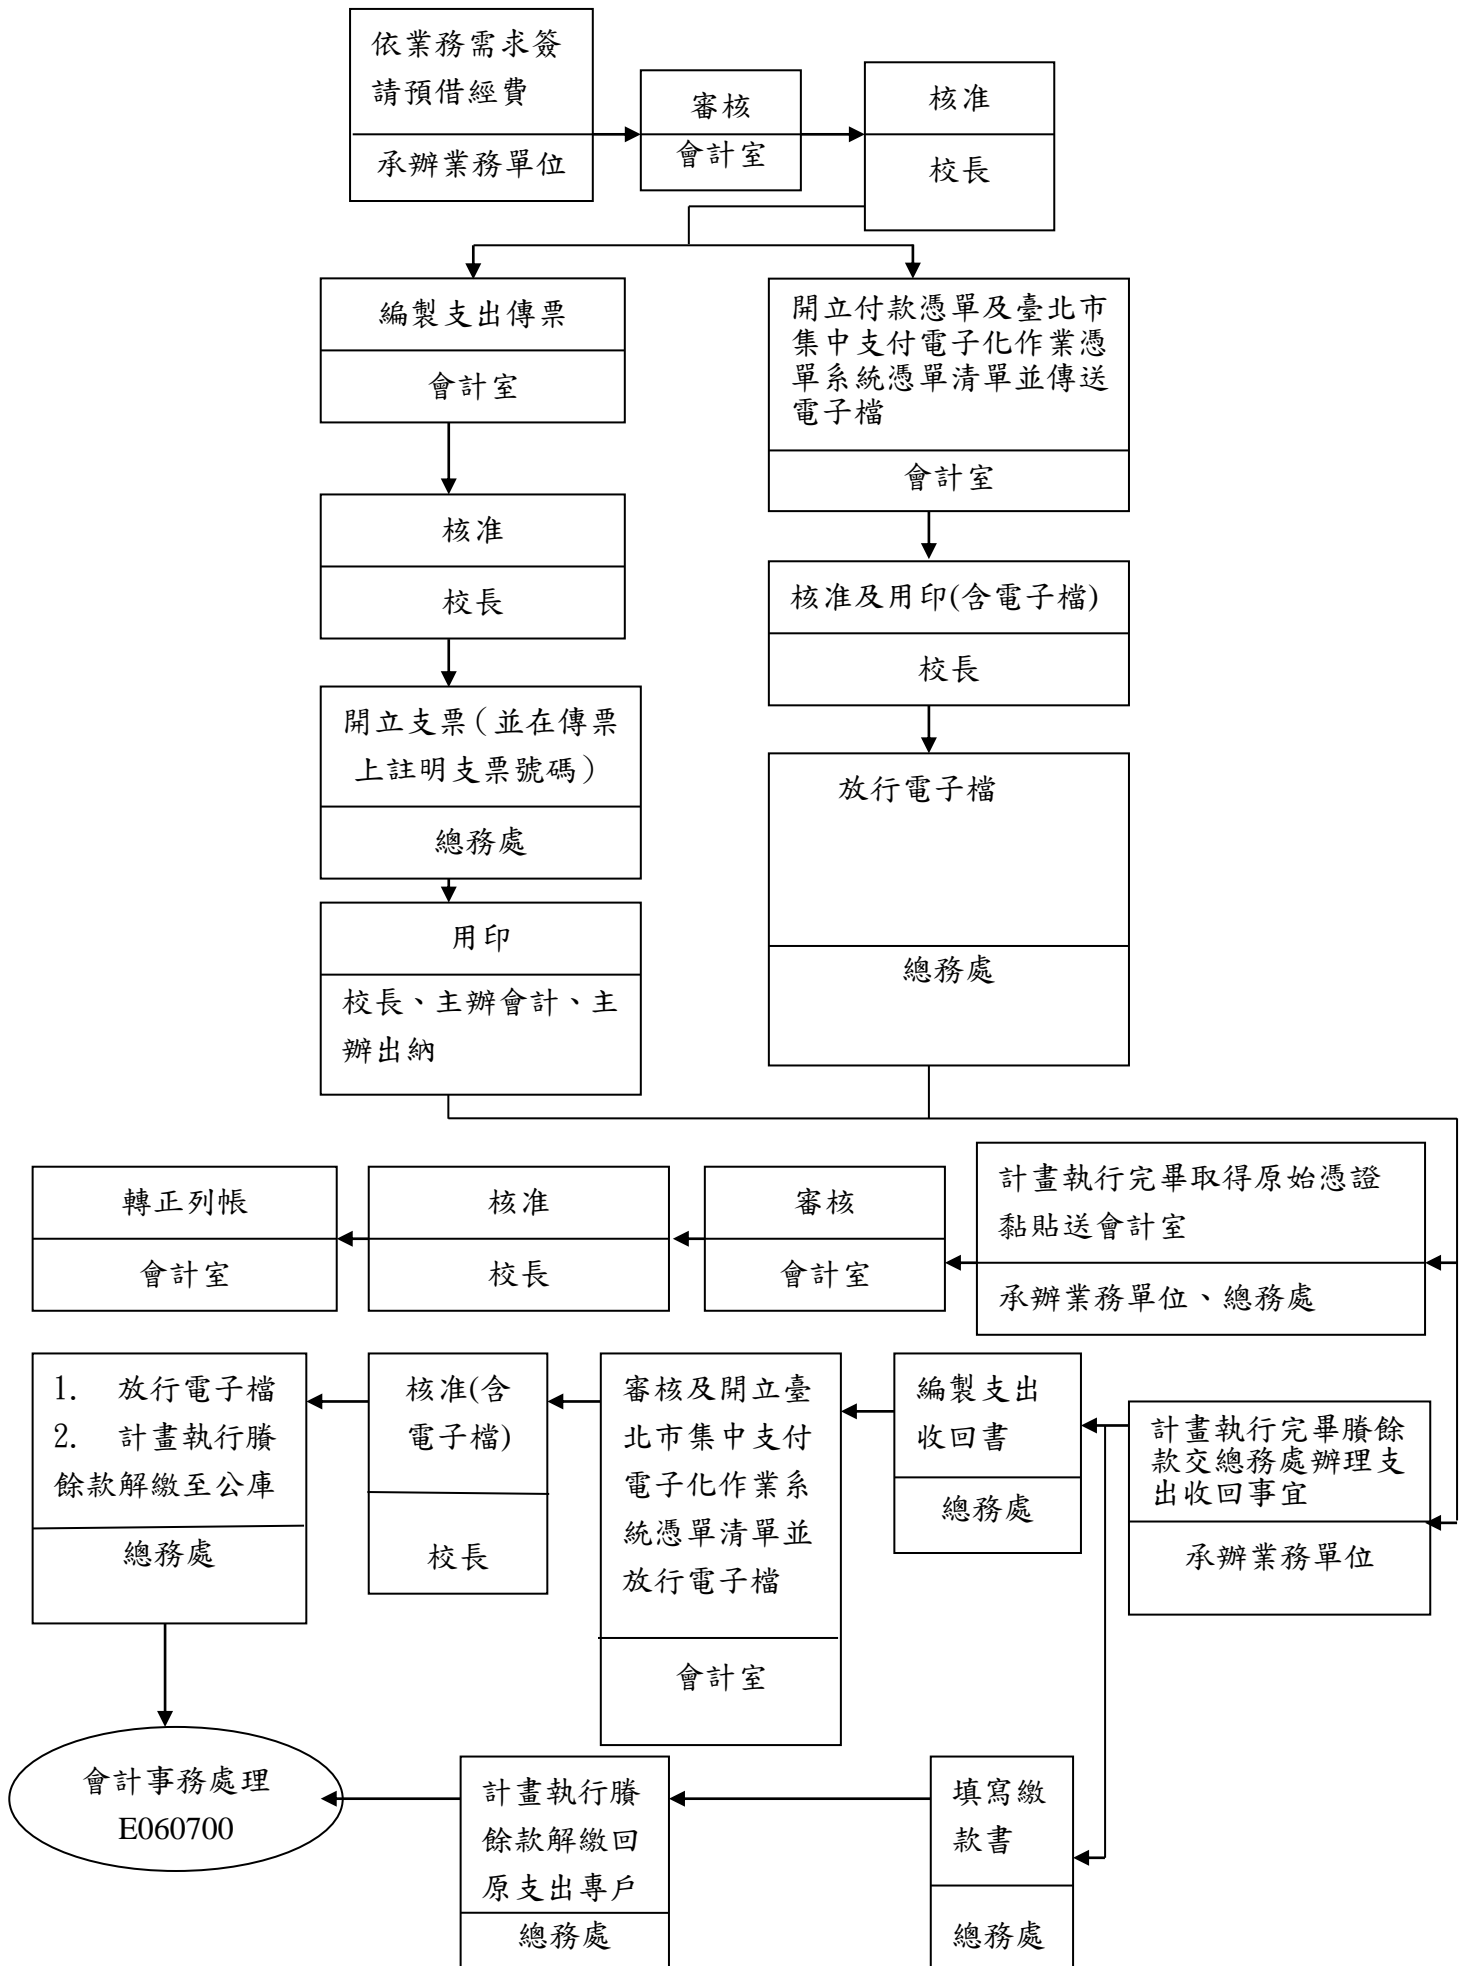 依業務需求簽
請預借經費
承辦業務單位
審核
會計室
核准
校長
編製支出傳票
會計室
開立付款憑單及臺北市
集中支付電子化作業憑
單系統憑單清單並傳送
電子檔
會計室
核准
校長
核准及用印(含電子檔)
校長
開立支票（並在傳票
上註明支票號碼）
總務處
放行電子檔
總務處
用印
校長、主辦會計、主
辦出納
計畫執行完畢取得原始憑證
黏貼送會計室
承辦業務單位、總務處
審核
會計室
核准
校長
轉正列帳
會計室
計畫執行完畢賸餘
款交總務處辦理支
出收回事宜
承辦業務單位
編製支出
收回書
總務處
審核及開立臺
北市集中支付
電子化作業系
統憑單清單並
放行電子檔
會計室
核准(含
電子檔)
校長
1. 放行電子檔
2. 計畫執行賸
餘款解繳至公庫
總務處
填寫繳
款書
總務處
計畫執行賸
餘款解繳回
原支出專戶
總務處
會計事務處理
E060700